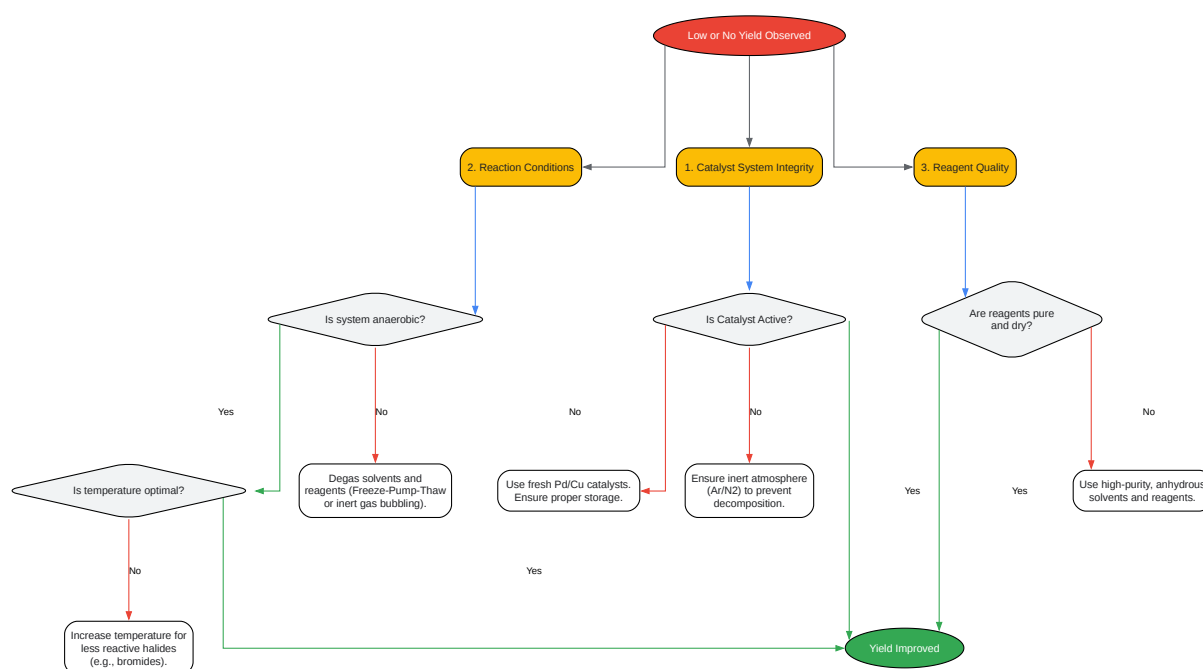 Low or No Yield Observed
2. Reaction Conditions
1. Catalyst System Integrity
3. Reagent Quality
Is system anaerobic?
Is Catalyst Active?
Are reagents pure
and dry?
Yes
No
No
No
No
Is temperature optimal?
Degas solvents and
reagents (Freeze-Pump-Thaw
or inert gas bubbling).
Use fresh Pd/Cu catalysts.
Ensure proper storage.
Ensure inert atmosphere
(Ar/N2) to prevent
decomposition.
Yes
Yes
Use high-purity, anhydrous
solvents and reagents.
No
Yes
Increase temperature for
less reactive halides
(e.g., bromides).
Yield Improved